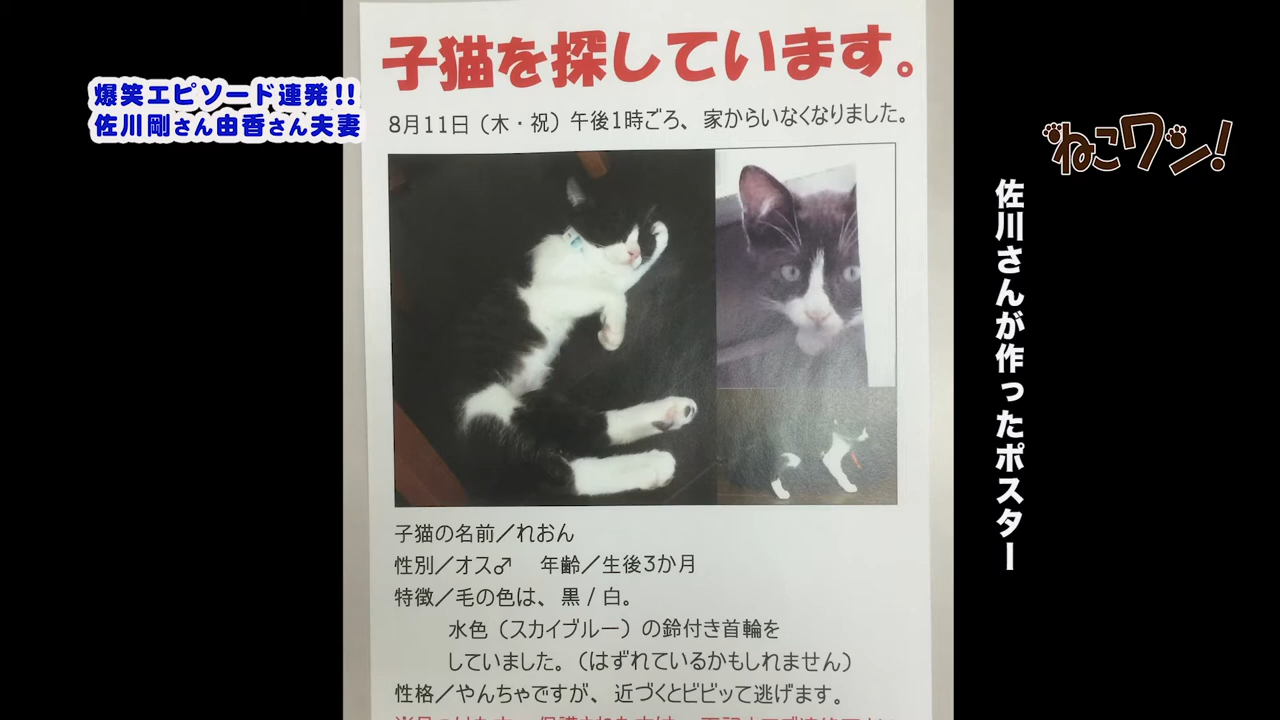 爆笑エピソード連発!!
佐川剛さん由香さん夫妻
ねこワン!
佐川さんが作ったポスター
子猫を探しています。
8月11日(木・祝)午後1時ごろ、家からいなくなりました。
子猫の名前/れおん
性別/オス♂ 年齢/生後3か月
特徴/毛の色は、黒/白。
水色(スカイブルー)の鈴付き首輪を
していました。(はずれているかもしれません)
性格/やんちゃですが、近づくとビビッて逃げます。